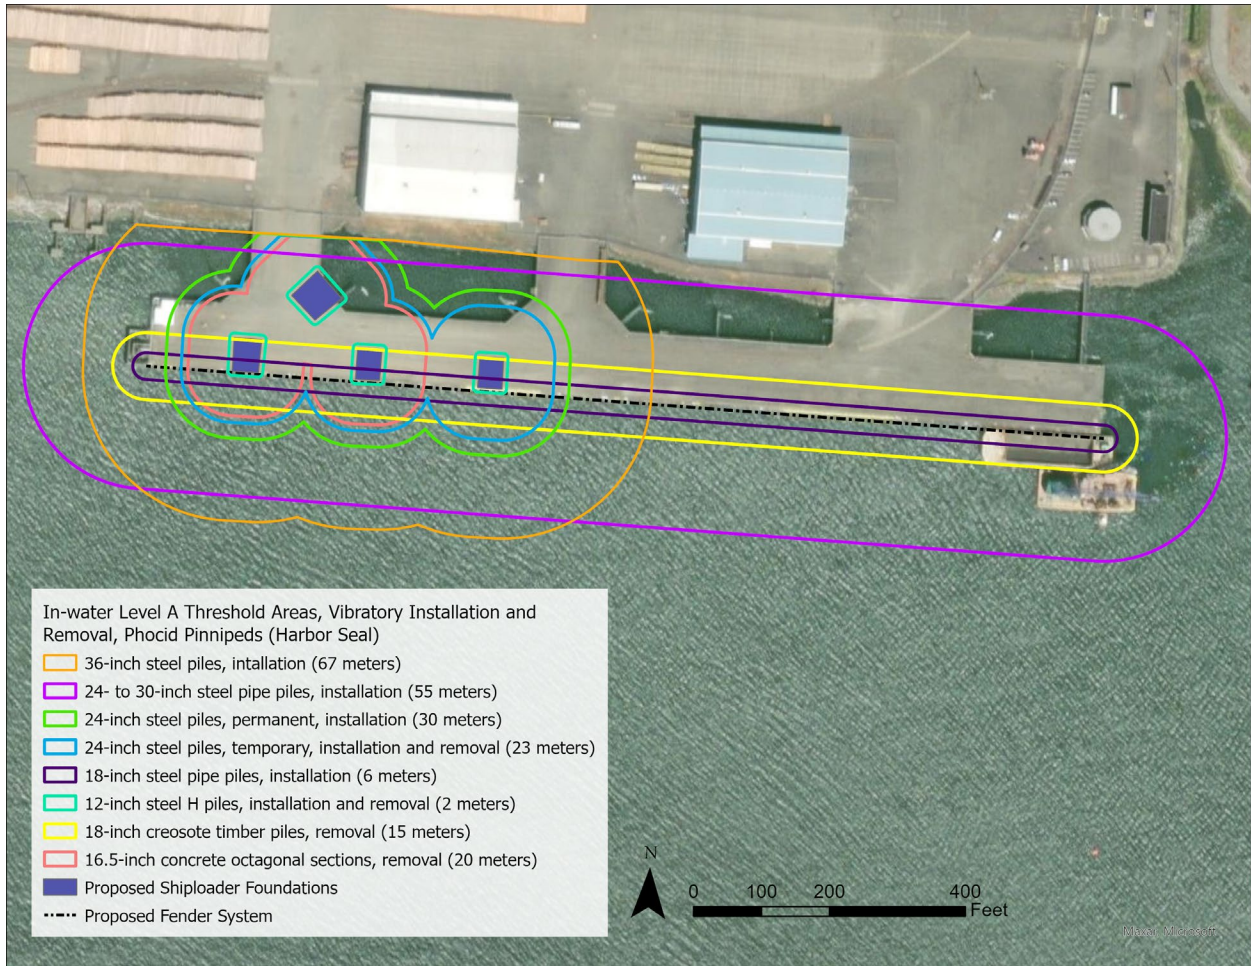 In-water Level A Threshold Areas, Vibratory Installation and
Removal, Phocid Pinnipeds (Harbor Seal)
36-inch steel piles, intallation (67 meters)
24- to 30-inch steel pipe piles, installation (55 meters)
24-inch steel piles, permanent, installation (30 meters)
24-inch steel piles, temporary, installation and removal (23 meters)
18-inch steel pipe piles, installation (6 meters)
12-inch steel H piles, installation and removal (2 meters)
18-inch creosote timber piles, removal (15 meters)
16.5-inch concrete octagonal sections, removal (20 meters)
Proposed Shiploader Foundations
Proposed Fender System
N
0 100 200 400
Feet
Maxar, Microsoft